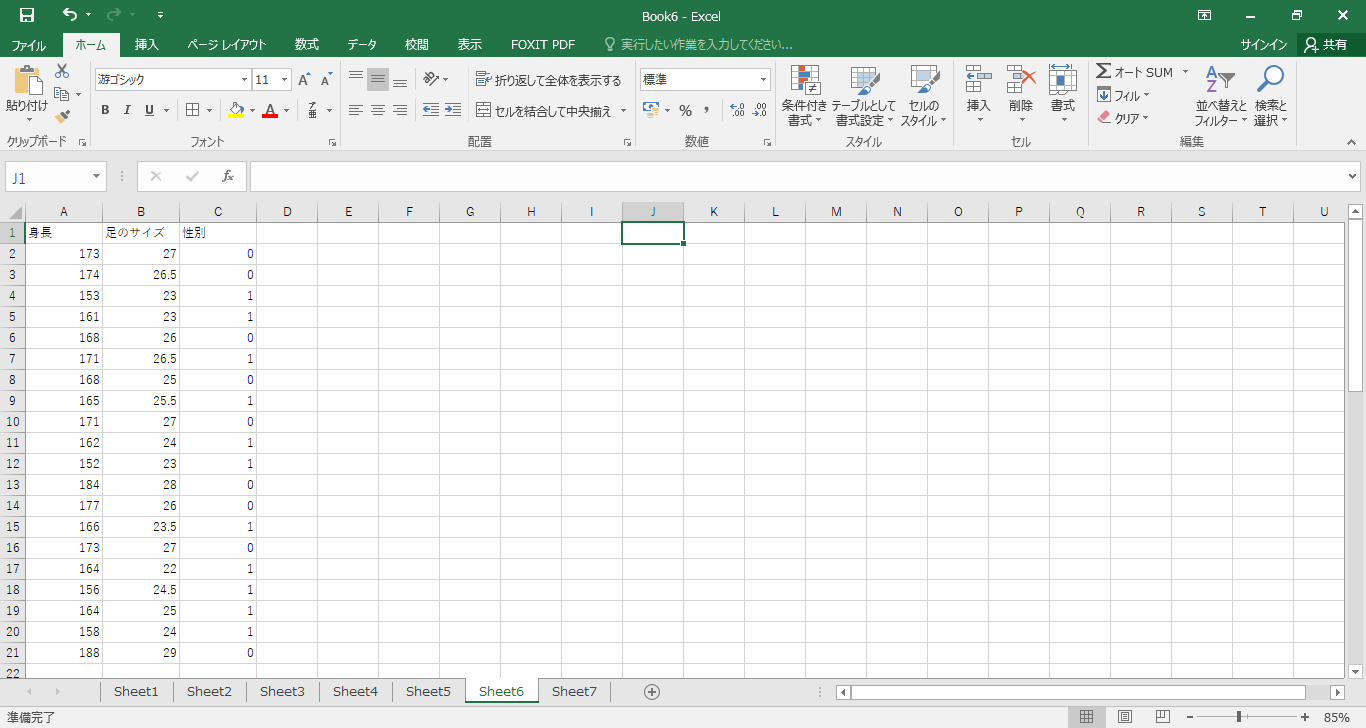 Book6 - Excel
ファイル ホーム 挿入 ページ レイアウト 数式 データ 校閲 表示 FOXIT PDF 実行したい作業を入力してください... サインイン 共有
貼り付け
クリップボード
游ゴシック 11 A A
B I U A 亜
フォント
折り返して全体を表示する
セルを結合して中央揃え
配置
標準
% , .00 .00
数値
条件付き書式 テーブルとして書式設定 セルのスタイル
スタイル
挿入 削除 書式
セル
Σ オート SUM
フィル
クリア
並べ替えとフィルター 検索と選択
編集
J1 fx
A B C D E F G H I J K L M N O P Q R S T U
1 身長 足のサイズ 性別
2 173 27 0
3 174 26.5 0
4 153 23 1
5 161 23 1
6 168 26 0
7 171 26.5 1
8 168 25 0
9 165 25.5 1
10 171 27 0
11 162 24 1
12 152 23 1
13 184 28 0
14 177 26 0
15 166 23.5 1
16 173 27 0
17 164 22 1
18 156 24.5 1
19 164 25 1
20 158 24 1
21 188 29 0
22
Sheet1 Sheet2 Sheet3 Sheet4 Sheet5 Sheet6 Sheet7
準備完了 85%